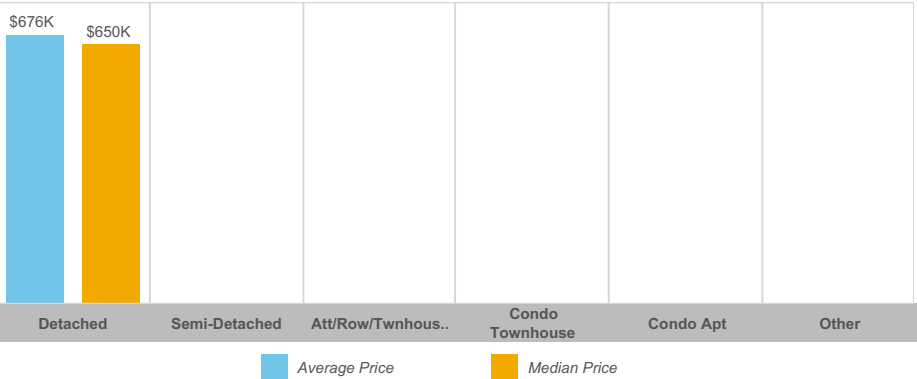 $676K
$650K
Detached
Semi-Detached
Att/Row/Twnhous..
Condo
Townhouse
Condo Apt
Other
Average Price
Median Price